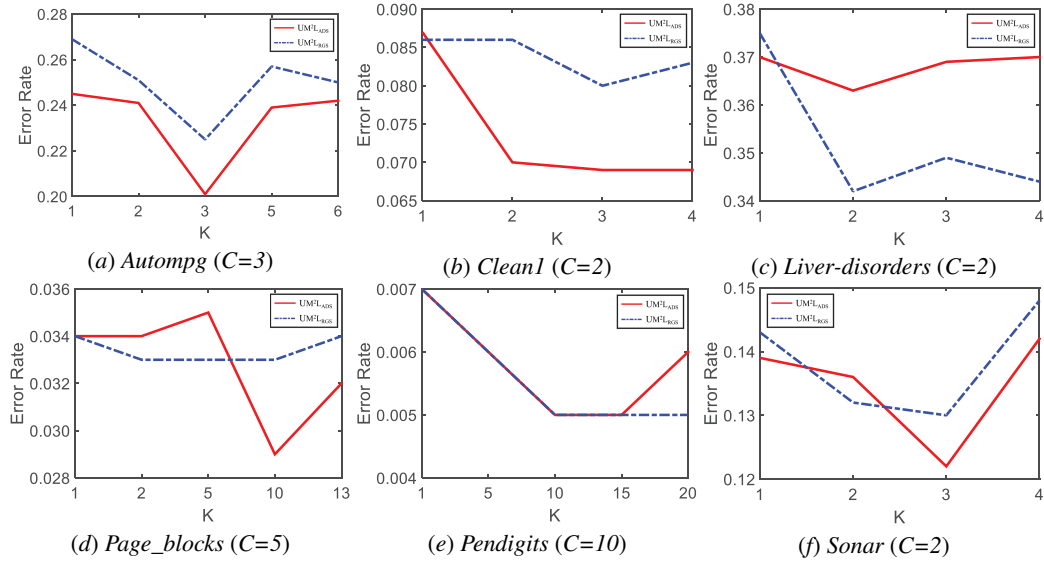 0.28
0.26
0.24
0.22
0.20
Error Rate
UM²L_ADS
UM²L_RGS
1 2 3 5 6
K
(a) Autompg (C=3)
0.090
0.085
0.080
0.075
0.070
0.065
Error Rate
UM²L_ADS
UM²L_RGS
1 2 3 4
K
(b) Clean1 (C=2)
0.38
0.37
0.36
0.35
0.34
Error Rate
UM²L_ADS
UM²L_RGS
1 2 3 4
K
(c) Liver-disorders (C=2)
0.036
0.034
0.032
0.030
0.028
Error Rate
UM²L_ADS
UM²L_RGS
1 2 5 10 13
K
(d) Page_blocks (C=5)
0.007
0.006
0.005
0.004
Error Rate
UM²L_ADS
UM²L_RGS
1 5 10 15 20
K
(e) Pendigits (C=10)
0.15
0.14
0.13
0.12
Error Rate
UM²L_ADS
UM²L_RGS
1 2 3 4
K
(f) Sonar (C=2)